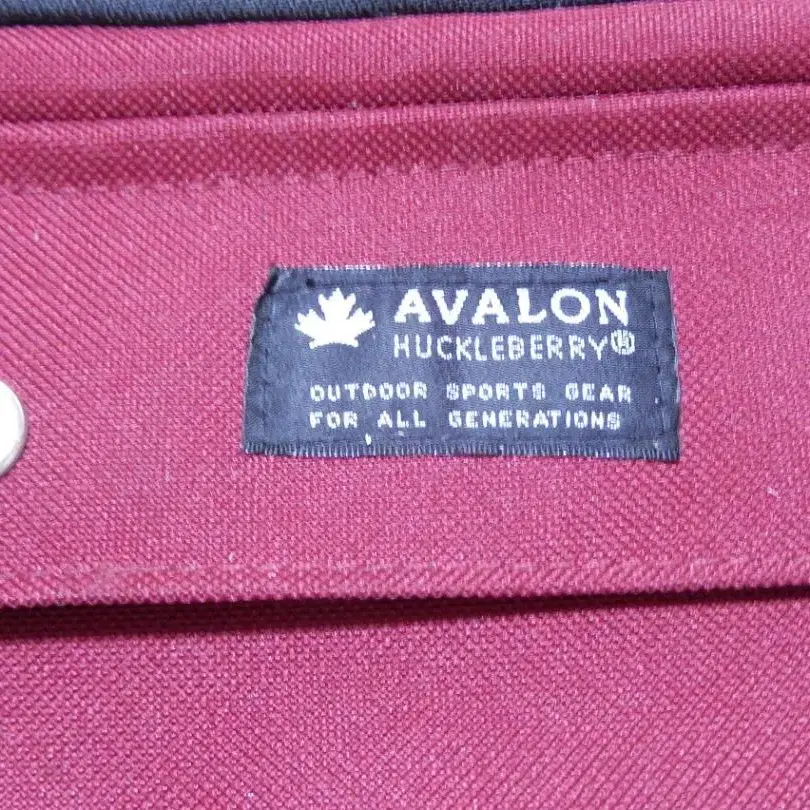 AVALON
HUCKLEBERRY®
OUTDOOR SPORTS GEAR
FOR ALL GENERATIONS